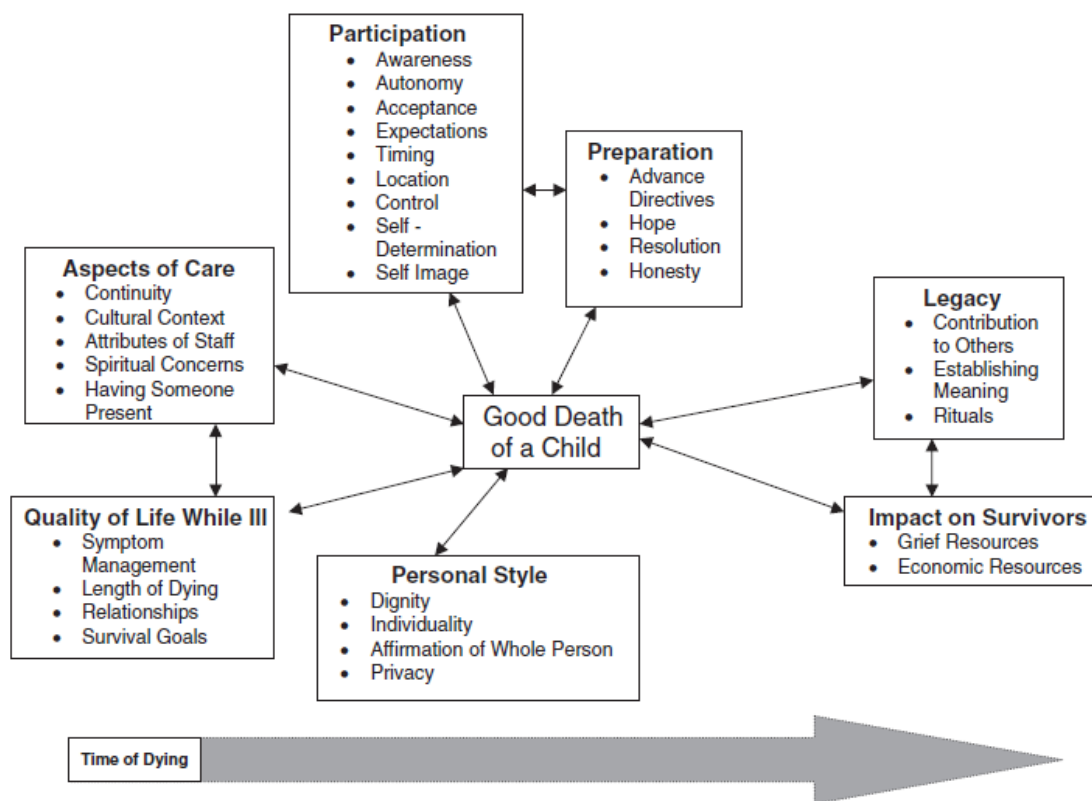 Participation
• Awareness
• Autonomy
• Acceptance
• Expectations
• Timing
• Location
• Control
• Self -
Determination
• Self Image
Preparation
• Advance
Directives
• Hope
• Resolution
• Honesty
Aspects of Care
• Continuity
• Cultural Context
• Attributes of Staff
• Spiritual Concerns
• Having Someone
Present
Legacy
• Contribution
to Others
• Establishing
Meaning
• Rituals
Good Death
of a Child
Quality of Life While Ill
• Symptom
Management
• Length of Dying
• Relationships
• Survival Goals
Impact on Survivors
• Grief Resources
• Economic Resources
Personal Style
• Dignity
• Individuality
• Affirmation of Whole Person
• Privacy
Time of Dying